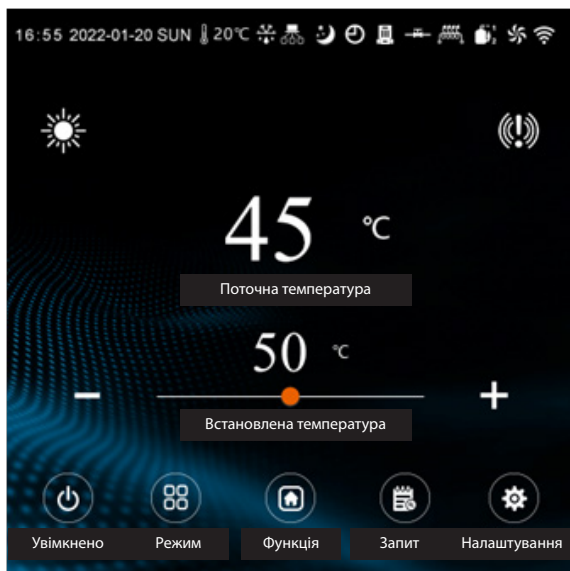 16:55 2022-01-20 SUN 20℃
45 ℃
Поточна температура
50 ℃
Встановлена температура
Увімкнено Режим Функція Запит Налаштування